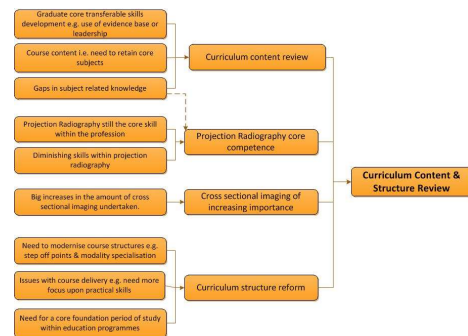 Graduate core transferable skills
development e.g. use of evidence base or
leadership
Course content i.e. need to retain core
subjects
Gaps in subject related knowledge
Curriculum content review
Projection Radiography still the core skill
within the profession
Diminishing skills within projection
radiography
Projection Radiography core
competence
Big increases in the amount of cross
sectional imaging undertaken.
Cross sectional imaging of
increasing importance
Need to modernise course structures e.g.
step off points & modality specialisation
Issues with course delivery e.g. need more
focus upon practical skills
Need for a core foundation period of study
within education programmes
Curriculum structure reform
Curriculum Content &
Structure Review